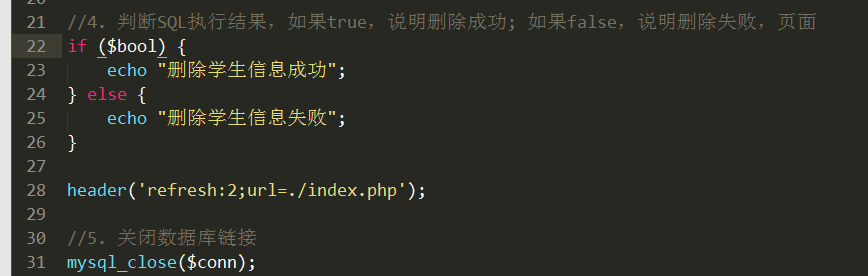 21 //4. 判断SQL执行结果，如果true，说明删除成功; 如果false，说明删除失败，页面
22 if ($bool) {
23 echo "删除学生信息成功";
24 } else {
25 echo "删除学生信息失败";
26 }
27
28 header('refresh:2;url=./index.php');
29
30 //5. 关闭数据库链接
31 mysql_close($conn);